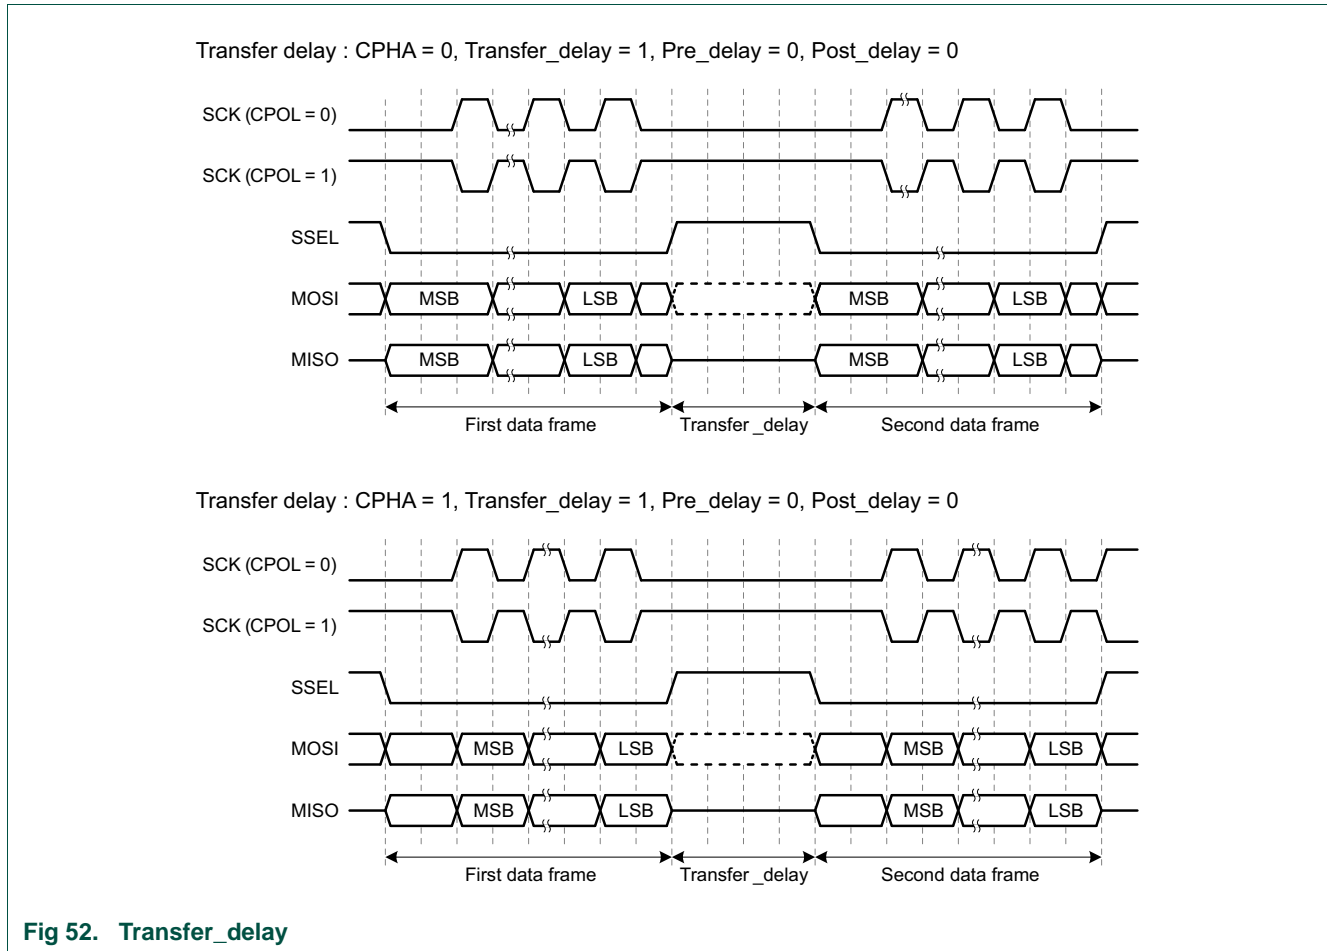 Transfer delay : CPHA = 0, Transfer_delay = 1, Pre_delay = 0, Post_delay = 0
SCK (CPOL = 0)
SCK (CPOL = 1)
SSEL
MOSI MSB LSB MSB LSB
MISO MSB LSB MSB LSB
First data frame Transfer _delay Second data frame
Transfer delay : CPHA = 1, Transfer_delay = 1, Pre_delay = 0, Post_delay = 0
SCK (CPOL = 0)
SCK (CPOL = 1)
SSEL
MOSI MSB LSB MSB LSB
MISO MSB LSB MSB LSB
First data frame Transfer _delay Second data frame
Fig 52. Transfer_delay